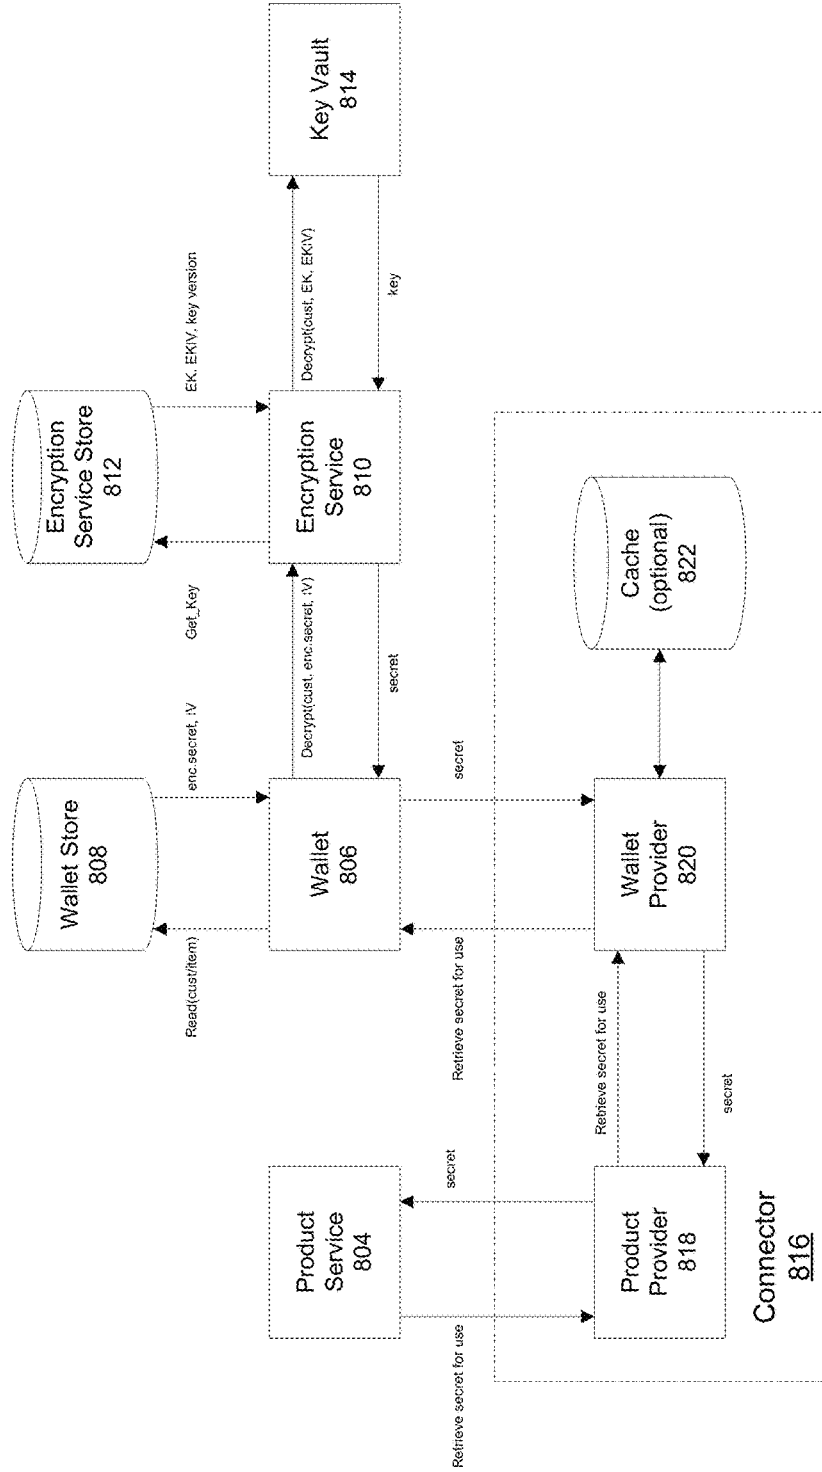 Wallet Store
808
Encryption
Service Store
812
Read(cust/item)
enc.secret, IV
Get_Key
EK, EKIV, key version
Product
Service
804
Wallet
806
Decrypt(cust, enc.secret, IV)
secret
Encryption
Service
810
Decrypt(cust, EK, EKIV)
key
Key Vault
814
Retrieve secret for use
secret
Retrieve secret for use
secret
Product
Provider
818
Retrieve secret for use
secret
Wallet
Provider
820
Cache
(optional)
822
Connector
816